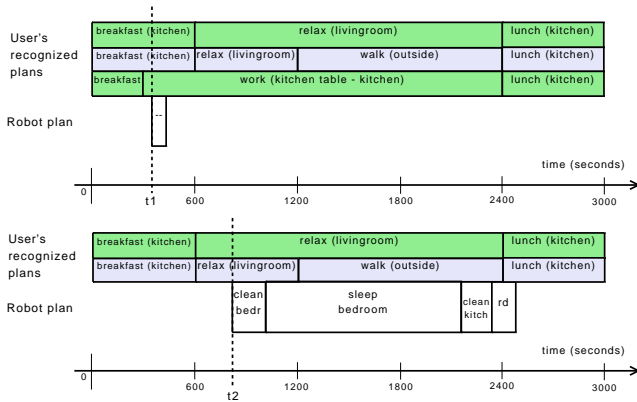 breakfast (kitchen) relax (livingroom) lunch (kitchen)
User's
recognized
plans
breakfast (kitchen) relax (livingroom) walk (outside) lunch (kitchen)
breakfast work (kitchen table - kitchen) lunch (kitchen)
Robot plan
--
time (seconds)
0
t1
600 1200 1800 2400 3000
User's
recognized
plans
breakfast (kitchen) relax (livingroom) lunch (kitchen)
breakfast (kitchen) relax (livingroom) walk (outside) lunch (kitchen)
Robot plan
clean
bedr
sleep
bedroom
clean
kitch
rd
time (seconds)
0
600 1200 1800 2400 3000
t2